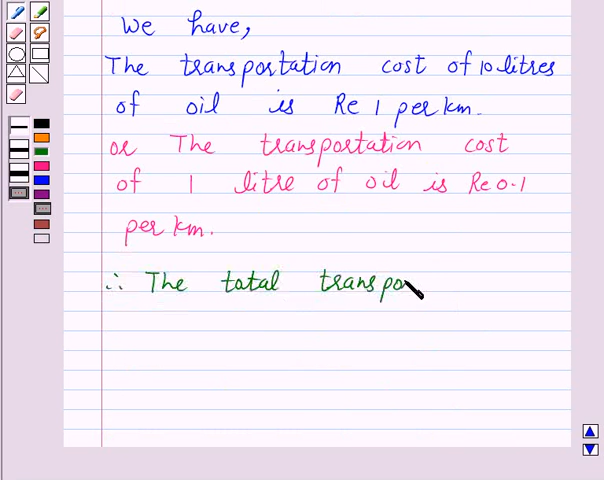 We have,
The transportation cost of 10 litres
of oil is Re 1 per km.
or The transportation cost
of 1 litre of oil is Re 0.1
per km.
∴ The total transpo